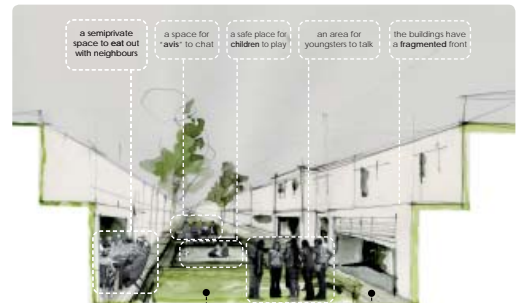 a semiprivate
space to eat out
with neighbours
a space for
"avis" to chat
a safe place for
children to play
an area for
youngsters to talk
the buildings have
a fragmented front